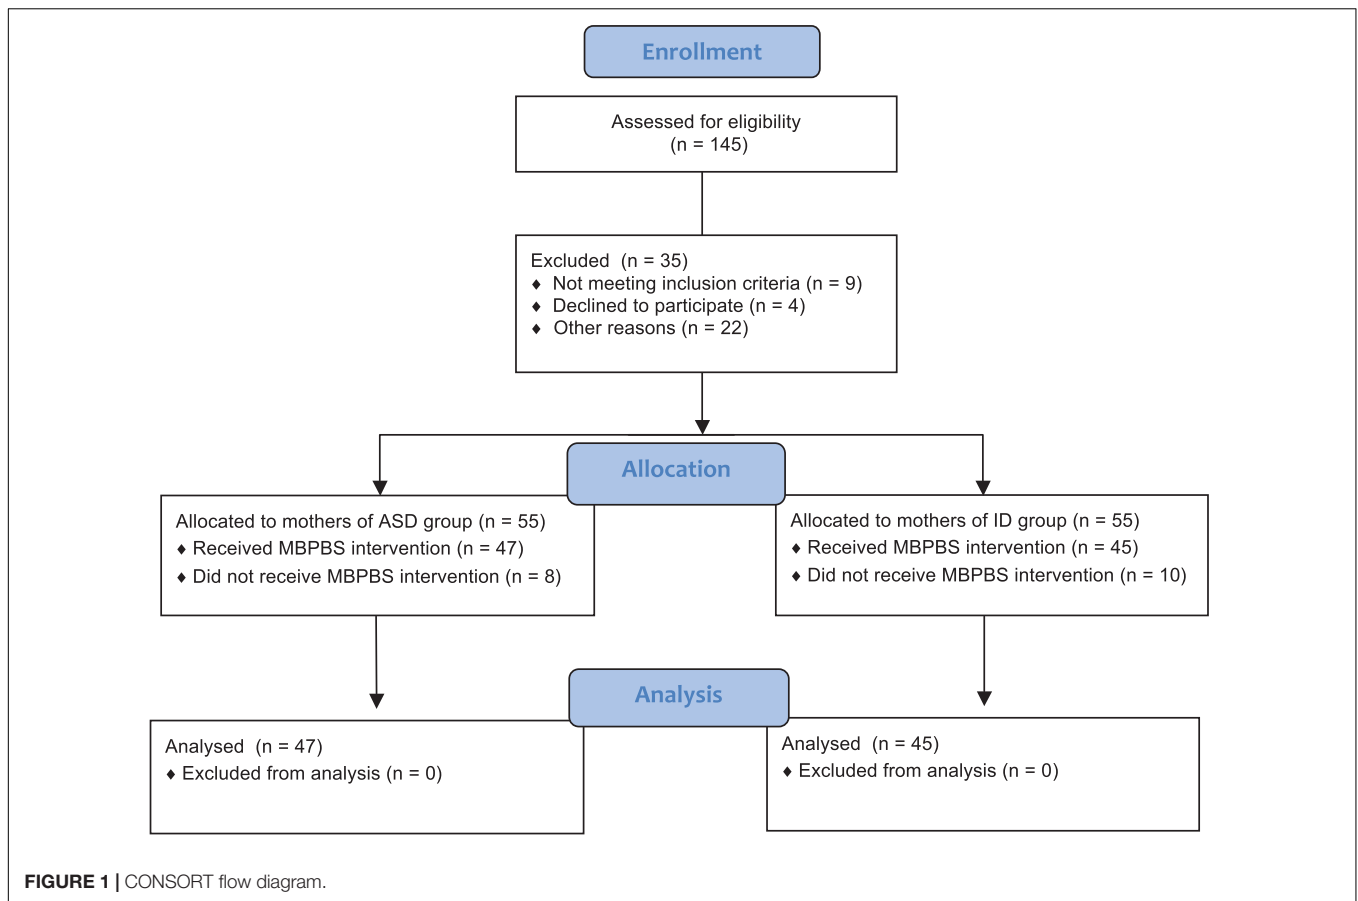 Enrollment
Assessed for eligibility
(n = 145)
Excluded (n = 35)
♦ Not meeting inclusion criteria (n = 9)
♦ Declined to participate (n = 4)
♦ Other reasons (n = 22)
Allocation
Allocated to mothers of ASD group (n = 55)
♦ Received MBPBS intervention (n = 47)
♦ Did not receive MBPBS intervention (n = 8)
Allocated to mothers of ID group (n = 55)
♦ Received MBPBS intervention (n = 45)
♦ Did not receive MBPBS intervention (n = 10)
Analysis
Analysed (n = 47)
♦ Excluded from analysis (n = 0)
Analysed (n = 45)
♦ Excluded from analysis (n = 0)
FIGURE 1 | CONSORT flow diagram.